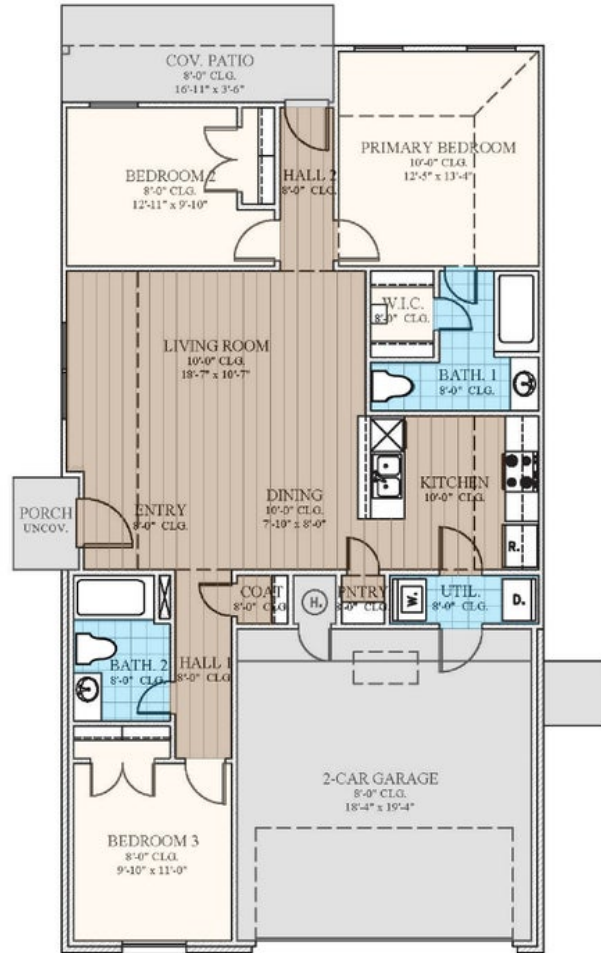 COV. PATIO
8'-0" CLG.
16'-11" x 3'-6"
BEDROOM 2
8'-0" CLG.
12'-11" x 9'-10"
HALL 2
8'-0" CLG.
PRIMARY BEDROOM
10'-0" CLG.
12'-5" x 13'-4"
W.I.C.
8'-0" CLG.
BATH. 1
8'-0" CLG.
LIVING ROOM
10'-0" CLG.
18'-7" x 10'-7"
KITCHEN
10'-0" CLG.
R.
DINING
10'-0" CLG.
7'-10" x 8'-0"
ENTRY
8'-0" CLG.
PORCH
UNCOV.
COAT
8'-0" CLG
H.
PNTRY
8'-0" CLG.
W.
UTIL.
8'-0" CLG.
D.
BATH. 2
8'-0" CLG.
HALL 1
8'-0" CLG.
2-CAR GARAGE
8'-0" CLG.
18'-4" x 19'-4"
BEDROOM 3
8'-0" CLG.
9'-10" x 11'-0"